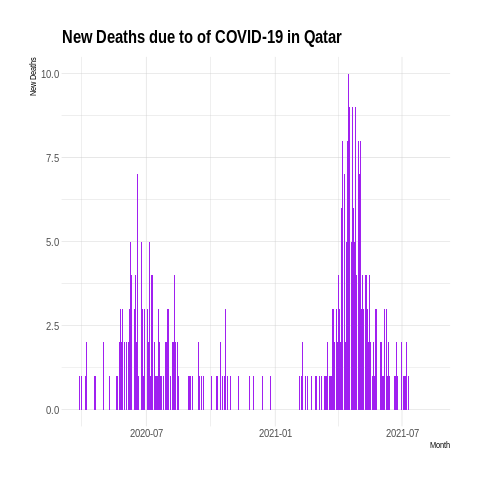 New Deaths due to of COVID-19 in Qatar
New Deaths
10.0
7.5
5.0
2.5
0.0
2020-07
2021-01
2021-07
Month